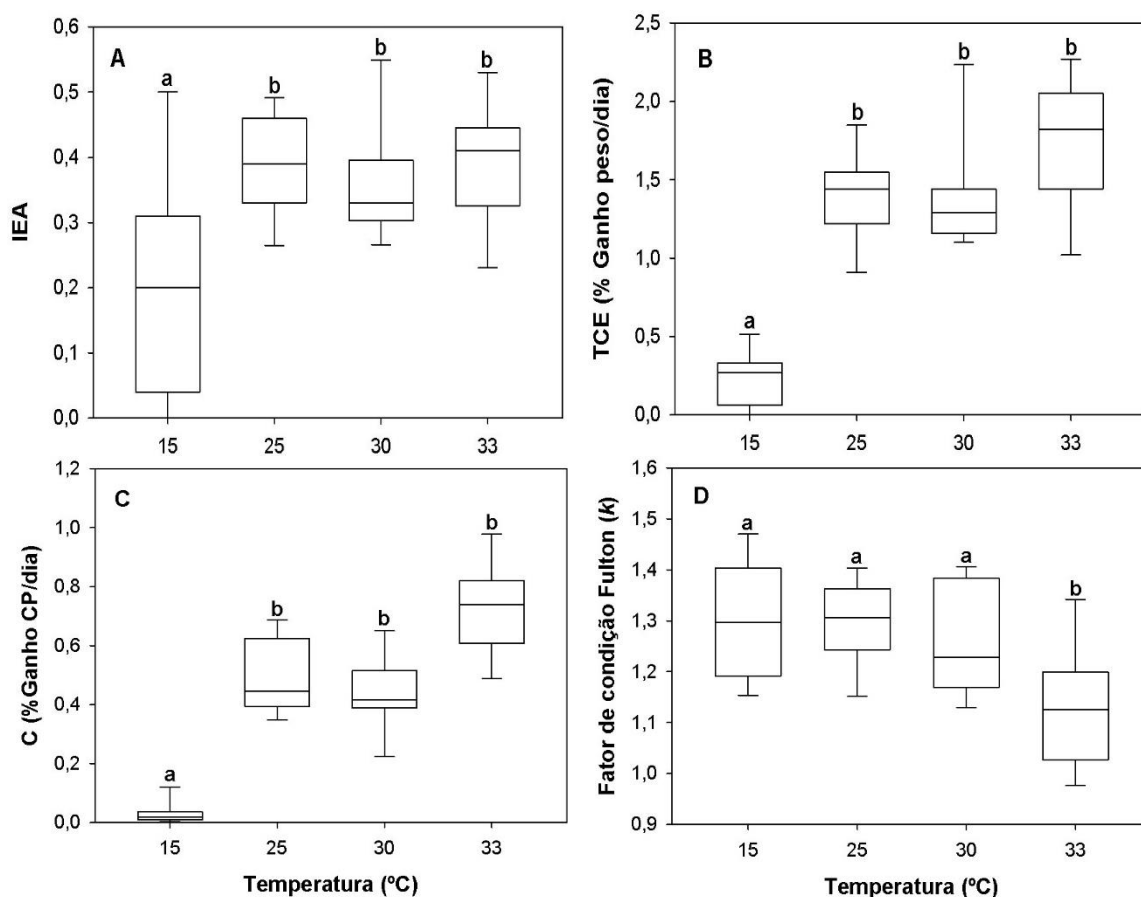 A
IEA
0,6
0,5
0,4
0,3
0,2
0,1
0,0
a
b
b
b
15
25
30
33
B
TCE (% Ganho peso/dia)
2,5
2,0
1,5
1,0
0,5
0,0
a
b
b
b
15
25
30
33
C
C (%Ganho CP/dia)
1,2
1,0
0,8
0,6
0,4
0,2
0,0
a
b
b
b
15
25
30
33
Temperatura (ºC)
D
Fator de condição Fulton (k)
1,6
1,5
1,4
1,3
1,2
1,1
1,0
0,9
a
a
a
b
15
25
30
33
Temperatura (ºC)